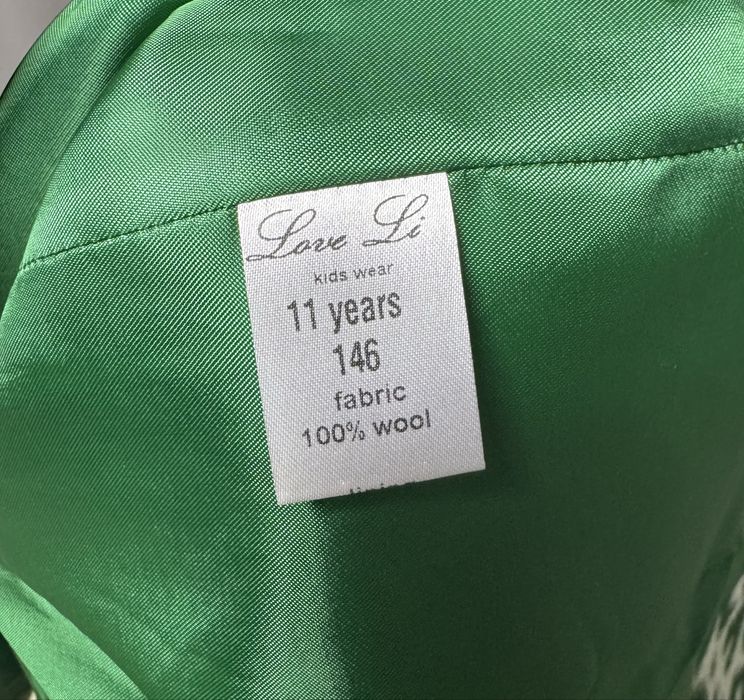 Love Li
kids wear
11 years
146
fabric
100% wool